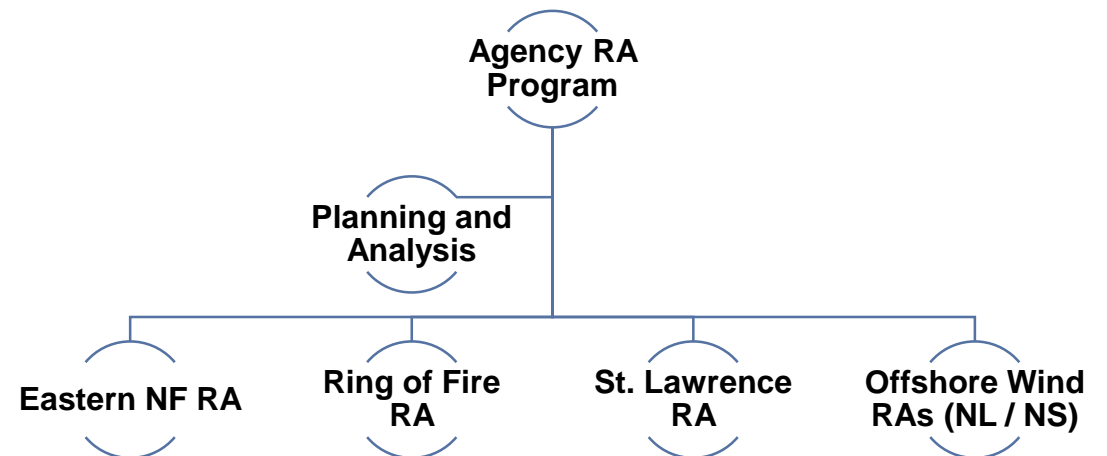 Agency RA
Program
Planning and
Analysis
Eastern NF RA
Ring of Fire
RA
St. Lawrence
RA
Offshore Wind
RAs (NL / NS)